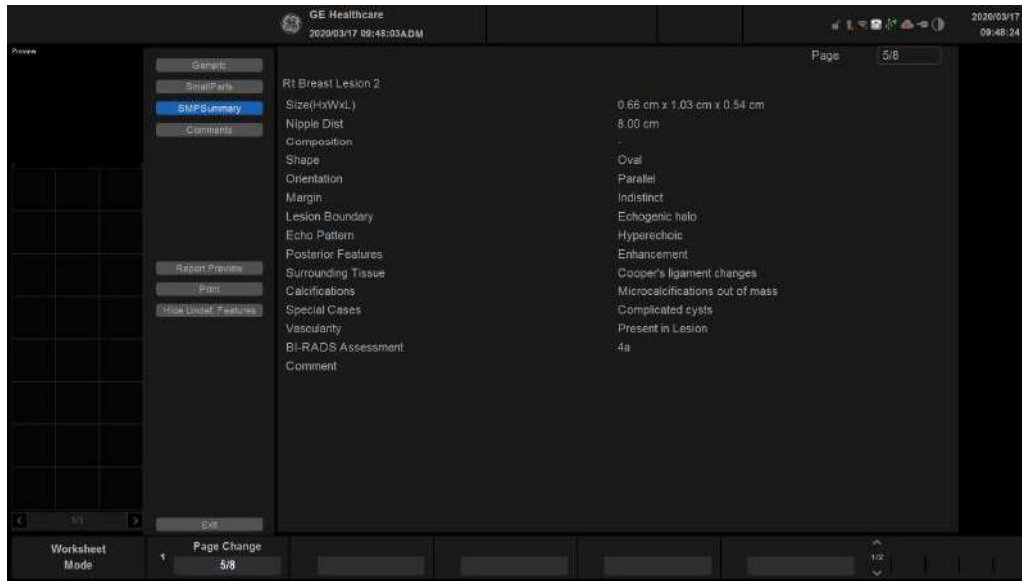 GE Healthcare
2020/03/17 09:48:03ADM
2020/03/17
09:48:24
Preview
Generic
SmallParts
SMPSummary
Comments
Report Preview
Print
Hide Undef. Features
Exit
Page 5/8
Rt Breast Lesion 2
Size(HxWxL) 0.66 cm x 1.03 cm x 0.54 cm
Nipple Dist 8.00 cm
Composition -
Shape Oval
Orientation Parallel
Margin Indistinct
Lesion Boundary Echogenic halo
Echo Pattern Hyperechoic
Posterior Features Enhancement
Surrounding Tissue Cooper's ligament changes
Calcifications Microcalcifications out of mass
Special Cases Complicated cysts
Vascularity Present in Lesion
BI-RADS Assessment 4a
Comment
1/1
Worksheet
Mode
1
Page Change
5/8
1/2